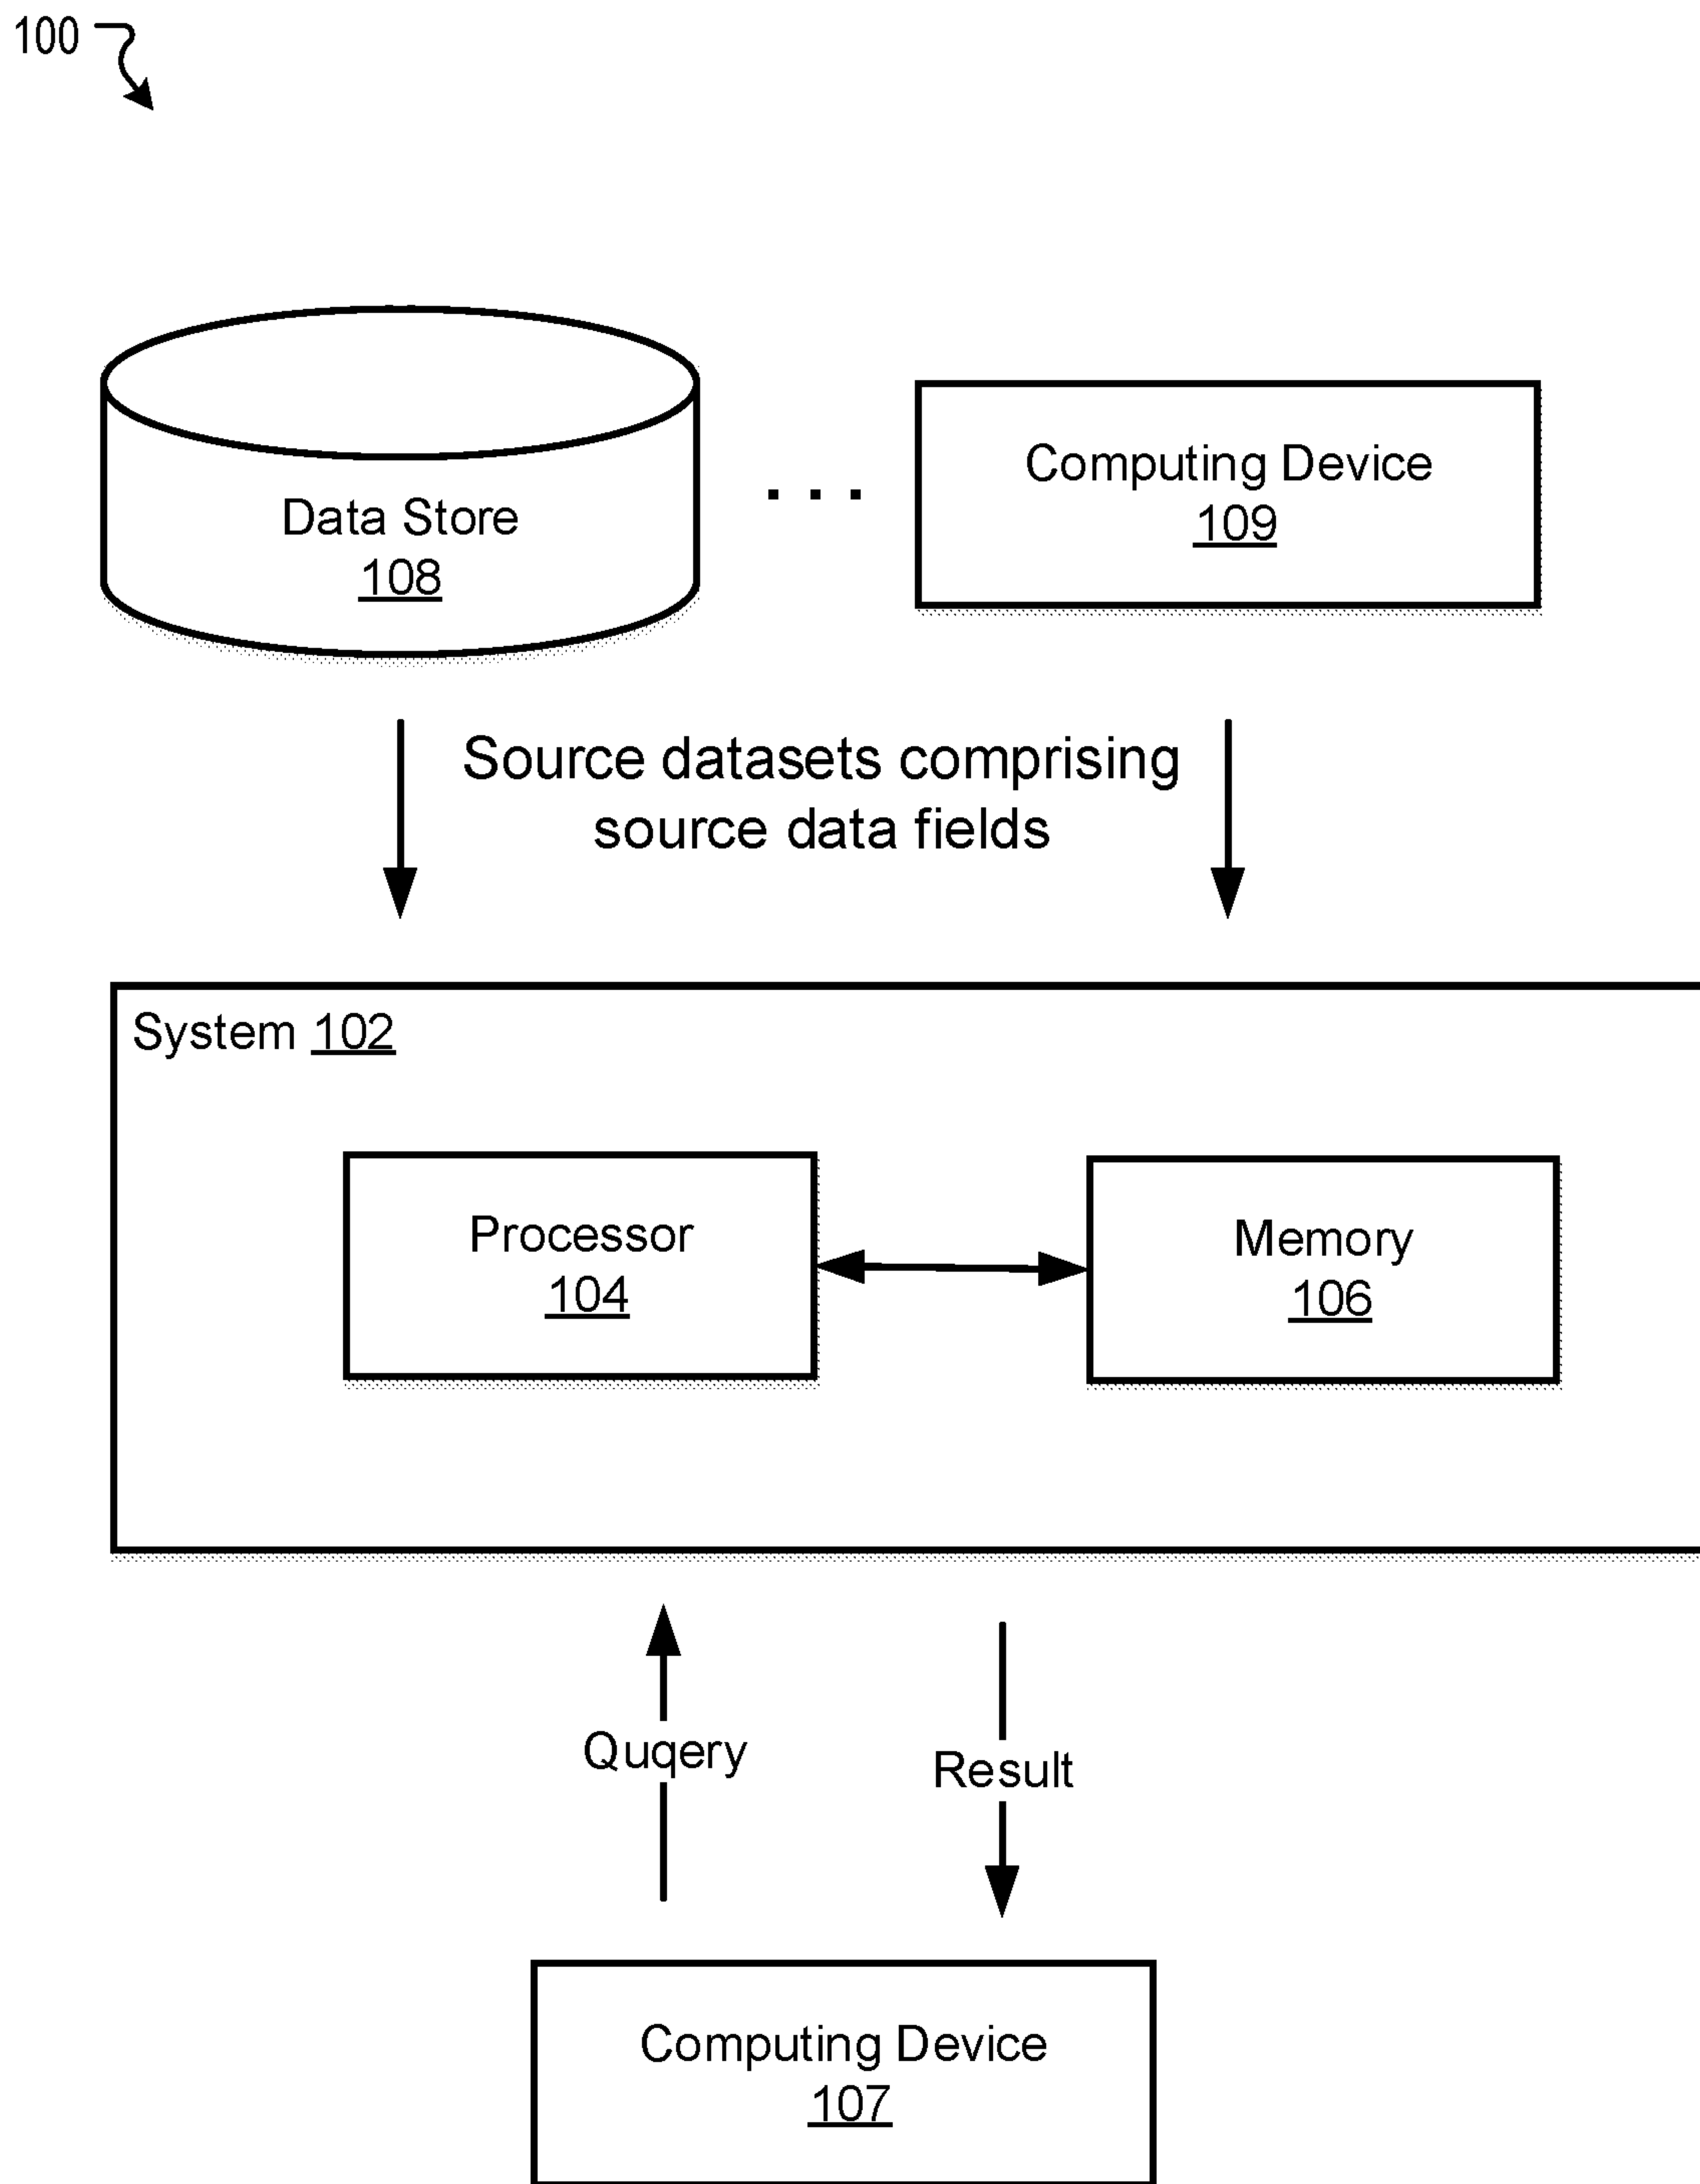 100
Computing Device
109
Data Store
108
. . .
Source datasets comprising
source data fields
System 102
Processor
104
Memory
106
Quqery
Result
Computing Device
107